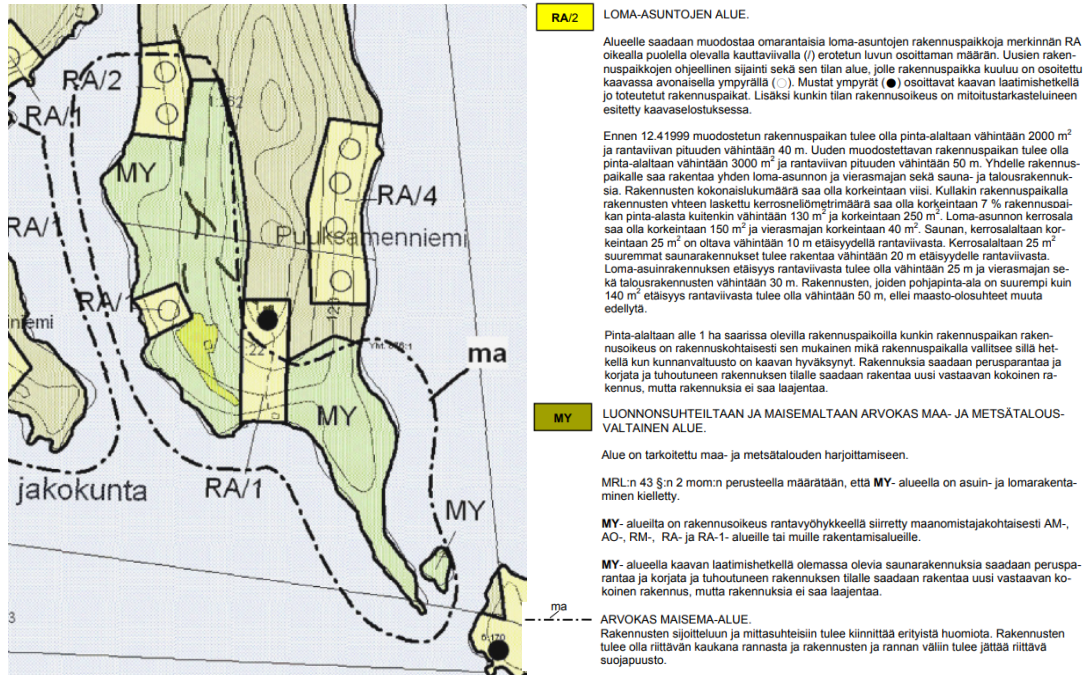 RA/2
RA/1
1:262
MY
RA/4
RA/1
Puuksamenniemi
RA/1
niemi
:22
Yht. 878:1
ma
MY
jakokunta
RA/1
MY
3
6:170
RA/2
LOMA-ASUNTOJEN ALUE.
Alueelle saadaan muodostaa omarantaisia loma-asuntojen rakennuspaikkoja merkinnän RA
oikealla puolella olevalla kauttaviivalla (/) erotetun luvun osoittaman määrän. Uusien raken-
nuspaikkojen ohjeellinen sijainti sekä sen tilan alue, jolle rakennuspaikka kuuluu on osoitettu
kaavassa avonaisella ympyrällä (○). Mustat ympyrät (●) osoittavat kaavan laatimishetkellä
jo toteutetut rakennuspaikat. Lisäksi kunkin tilan rakennusoikeus on mitoitustarkasteluineen
esitetty kaavaselostuksessa.
Ennen 12.41999 muodostetun rakennuspaikan tulee olla pinta-alaltaan vähintään 2000 m²
ja rantaviivan pituuden vähintään 40 m. Uuden muodostettavan rakennuspaikan tulee olla
pinta-alaltaan vähintään 3000 m² ja rantaviivan pituuden vähintään 50 m. Yhdelle rakennus-
paikalle saa rakentaa yhden loma-asunnon ja vierasmajan sekä sauna- ja talousrakennuk-
sia. Rakennusten kokonaislukumäärä saa olla korkeintaan viisi. Kullakin rakennuspaikalla
rakennusten yhteen laskettu kerrosneliömetrimäärä saa olla korkeintaan 7 % rakennuspai-
kan pinta-alasta kuitenkin vähintään 130 m² ja korkeintaan 250 m². Loma-asunnon kerrosala
saa olla korkeintaan 150 m² ja vierasmajan korkeintaan 40 m². Saunan, kerrosalaltaan kor-
keintaan 25 m² on oltava vähintään 10 m etäisyydellä rantaviivasta. Kerrosalaltaan 25 m²
suuremmat saunarakennukset tulee rakentaa vähintään 20 m etäisyydelle rantaviivasta.
Loma-asuinrakennuksen etäisyys rantaviivasta tulee olla vähintään 25 m ja vierasmajan se-
kä talousrakennusten vähintään 30 m. Rakennusten, joiden pohjapinta-ala on suurempi kuin
140 m² etäisyys rantaviivasta tulee olla vähintään 50 m, ellei maasto-olosuhteet muuta
edellytä.
Pinta-alaltaan alle 1 ha saarissa olevilla rakennuspaikoilla kunkin rakennuspaikan raken-
nusoikeus on rakennuskohtaisesti sen mukainen mikä rakennuspaikalla vallitsee sillä het-
kellä kun kunnanvaltuusto on kaavan hyväksynyt. Rakennuksia saadaan perusparantaa ja
korjata ja tuhoutuneen rakennuksen tilalle saadaan rakentaa uusi vastaavan kokoinen ra-
kennus, mutta rakennuksia ei saa laajentaa.
MY
LUONNONSUHTEILTAAN JA MAISEMALTAAN ARVOKAS MAA- JA METSÄTALOUS-
VALTAINEN ALUE.
Alue on tarkoitettu maa- ja metsätalouden harjoittamiseen.
MRL:n 43 §:n 2 mom:n perusteella määrätään, että MY- alueella on asuin- ja lomarakenta-
minen kielletty.
MY- alueilta on rakennusoikeus rantavyöhykkeellä siirretty maanomistajakohtaisesti AM-,
AO-, RM-, RA- ja RA-1- alueille tai muille rakentamisalueille.
MY- alueella kaavan laatimishetkellä olemassa olevia saunarakennuksia saadaan peruspa-
rantaa ja korjata ja tuhoutuneen rakennuksen tilalle saadaan rakentaa uusi vastaavan ko-
koinen rakennus, mutta rakennuksia ei saa laajentaa.
ma
ARVOKAS MAISEMA-ALUE.
Rakennusten sijoitteluun ja mittasuhteisiin tulee kiinnittää erityistä huomiota. Rakennusten
tulee olla riittävän kaukana rannasta ja rakennusten ja rannan väliin tulee jättää riittävä
suojapuusto.